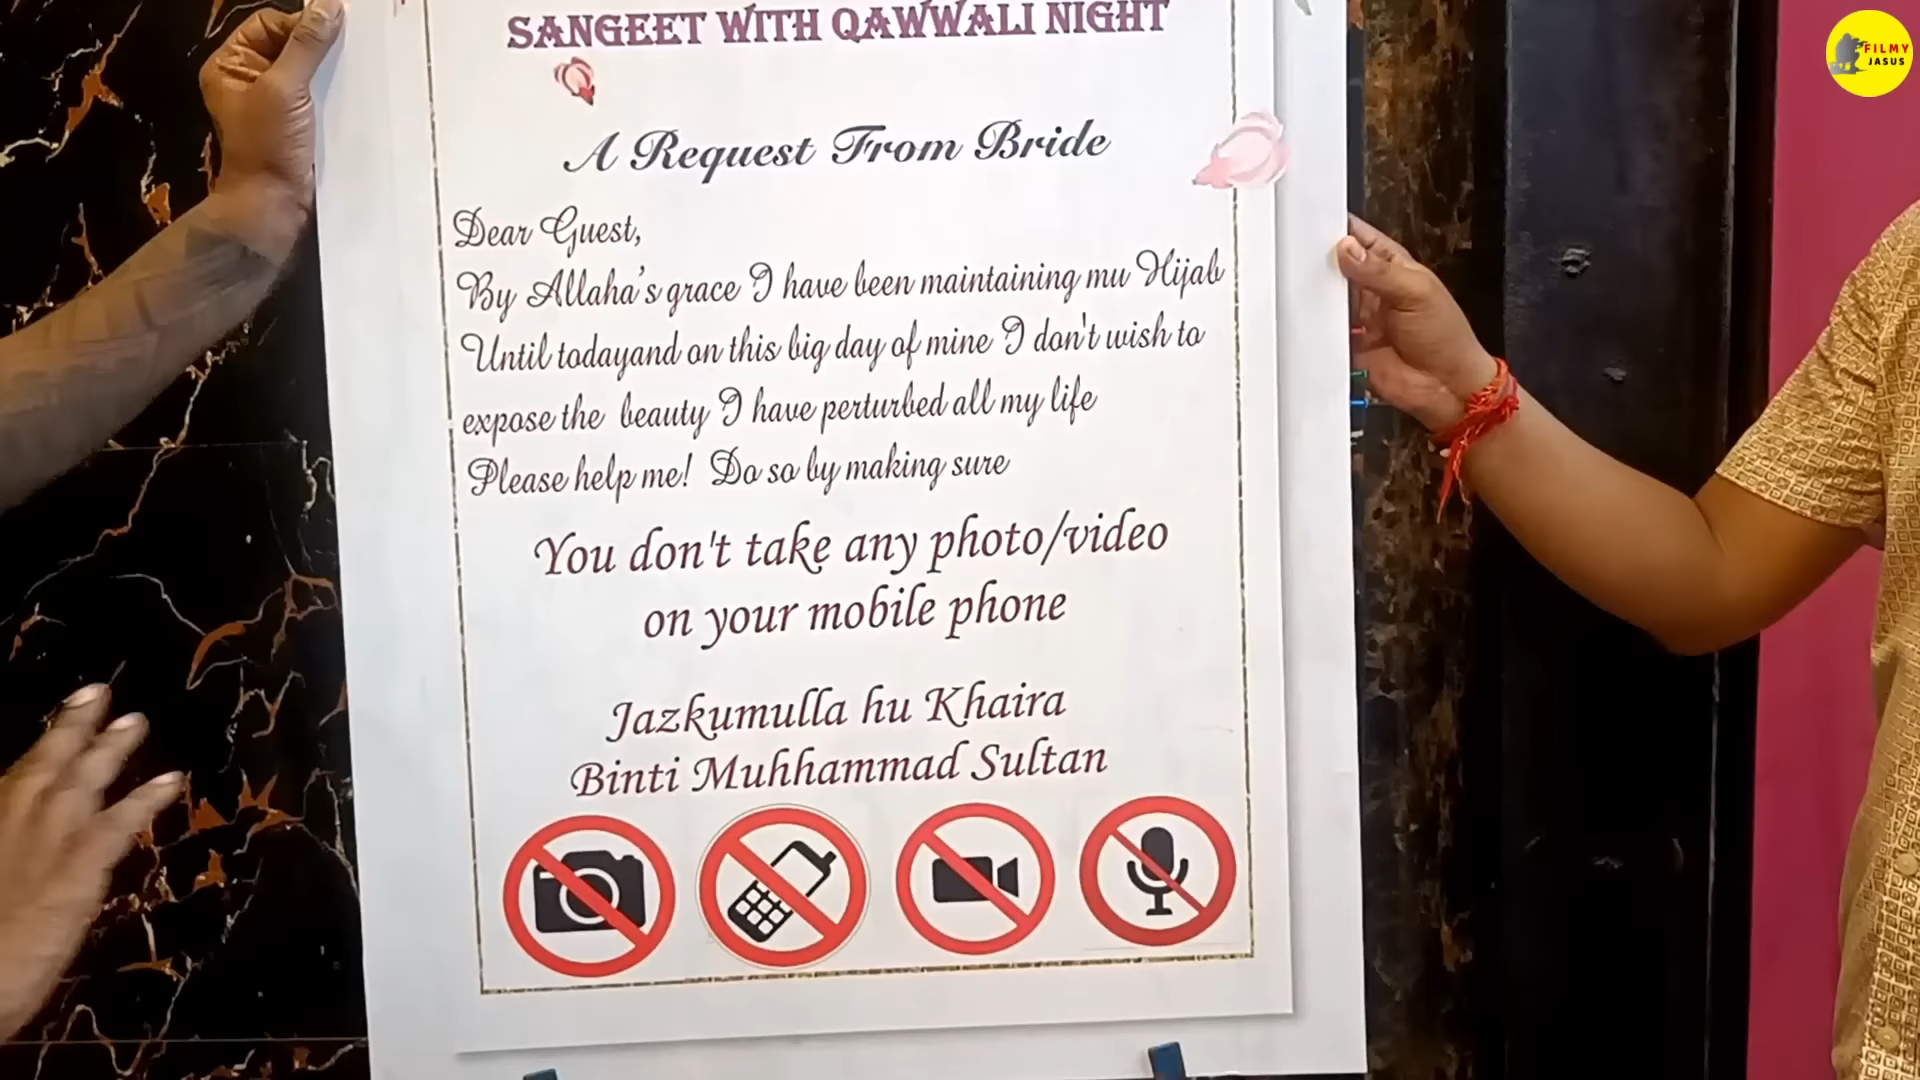 SANGEET WITH QAWWALI NIGHT
A Request From Bride
Dear Guest,
By Allaha's grace I have been maintaining mu Hijab
Until todayand on this big day of mine I don't wish to
expose the beauty I have perturbed all my life
Please help me! Do so by making sure
You don't take any photo/video
on your mobile phone
Jazkumulla hu Khaira
Binti Muhhammad Sultan
FILMY
JASUS